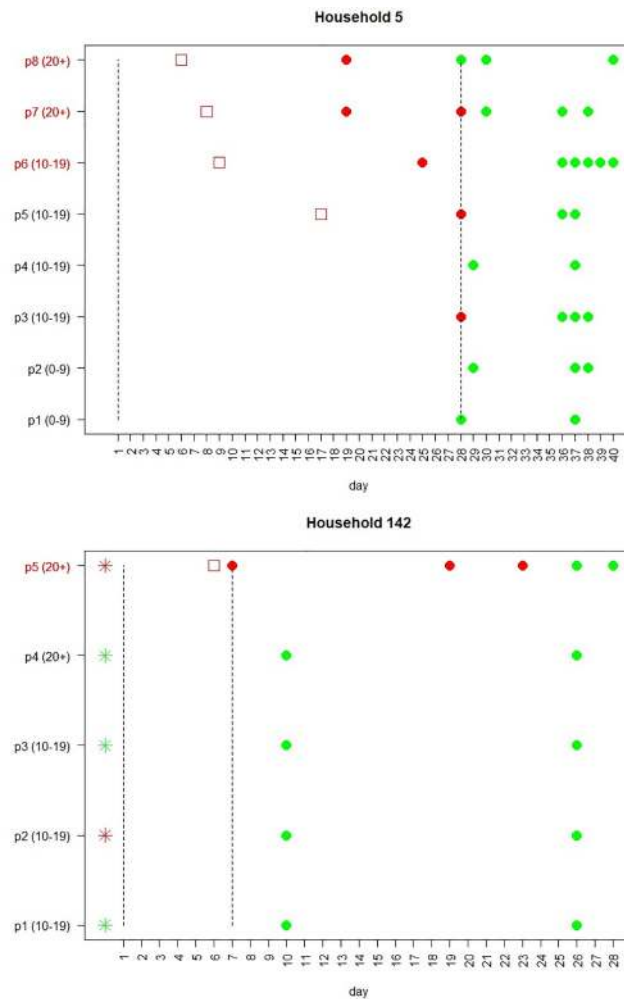 Household 5
p8 (20+)
p7 (20+)
p6 (10-19)
p5 (10-19)
p4 (10-19)
p3 (10-19)
p2 (0-9)
p1 (0-9)
1 2 3 4 5 6 7 8 9 10 11 12 13 14 15 16 17 18 19 20 21 22 23 24 25 26 27 28 29 30 31 32 33 34 35 36 37 38 39 40
day
Household 142
p5 (20+)
p4 (20+)
p3 (10-19)
p2 (10-19)
p1 (10-19)
1 2 3 4 5 6 7 8 9 10 11 12 13 14 15 16 17 18 19 20 21 22 23 24 25 26 27 28
day